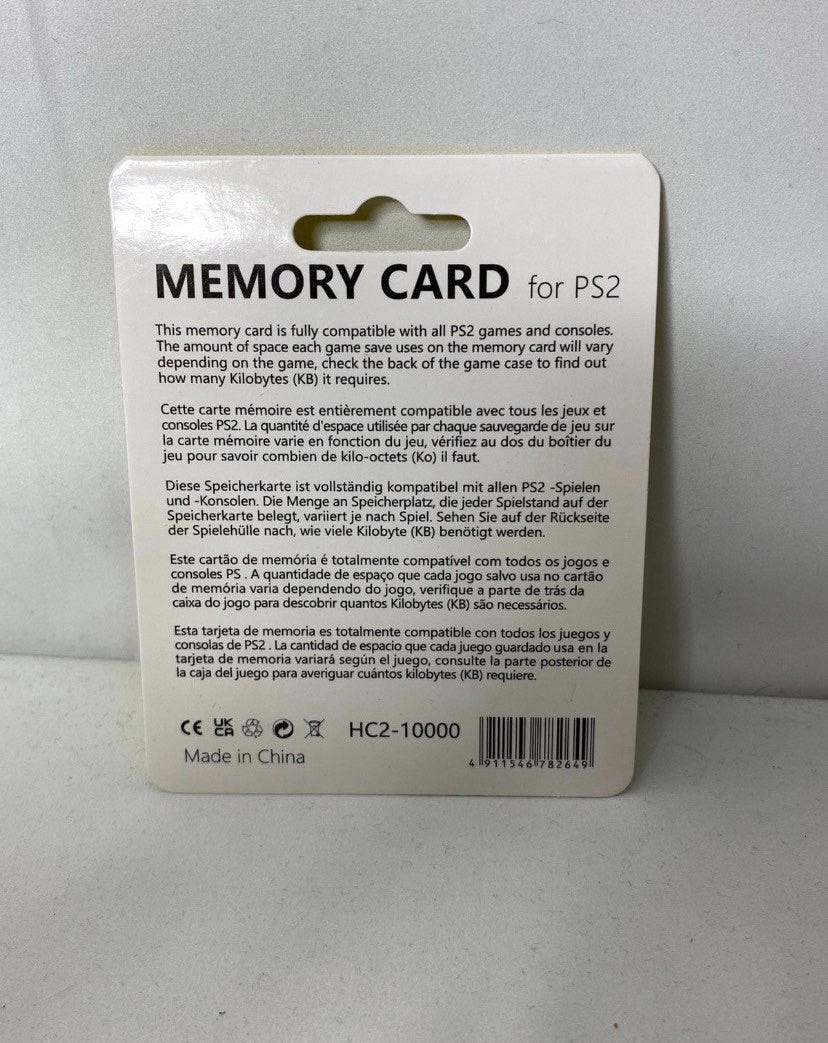 MEMORY CARD for PS2
This memory card is fully compatible with all PS2 games and consoles.
The amount of space each game save uses on the memory card will vary
depending on the game, check the back of the game case to find out
how many Kilobytes (KB) it requires.
Cette carte mémoire est entièrement compatible avec tous les jeux et
consoles PS2. La quantité d'espace utilisée par chaque sauvegarde de jeu sur
la carte mémoire varie en fonction du jeu, vérifiez au dos du boîtier du
jeu pour savoir combien de kilo-octets (Ko) il faut.
Diese Speicherkarte ist vollständig kompatibel mit allen PS2 -Spielen
und -Konsolen. Die Menge an Speicherplatz, die jeder Spielstand auf der
Speicherkarte belegt, variiert je nach Spiel. Sehen Sie auf der Rückseite
der Spielehülle nach, wie viele Kilobyte (KB) benötigt werden.
Este cartão de memória é totalmente compatível com todos os jogos e
consoles PS . A quantidade de espaço que cada jogo salvo usa no cartão
de memória varia dependendo do jogo, verifique a parte de trás da
caixa do jogo para descobrir quantos Kilobytes (KB) são necessários.
Esta tarjeta de memoria es totalmente compatible con todos los juegos y
consolas de PS2 . La cantidad de espacio que cada juego guardado usa en la
tarjeta de memoria variará según el juego, consulte la parte posterior de
la caja del juego para averiguar cuántos kilobytes (KB) requiere.
CE UK CA HC2-10000
Made in China
4 911546 782649